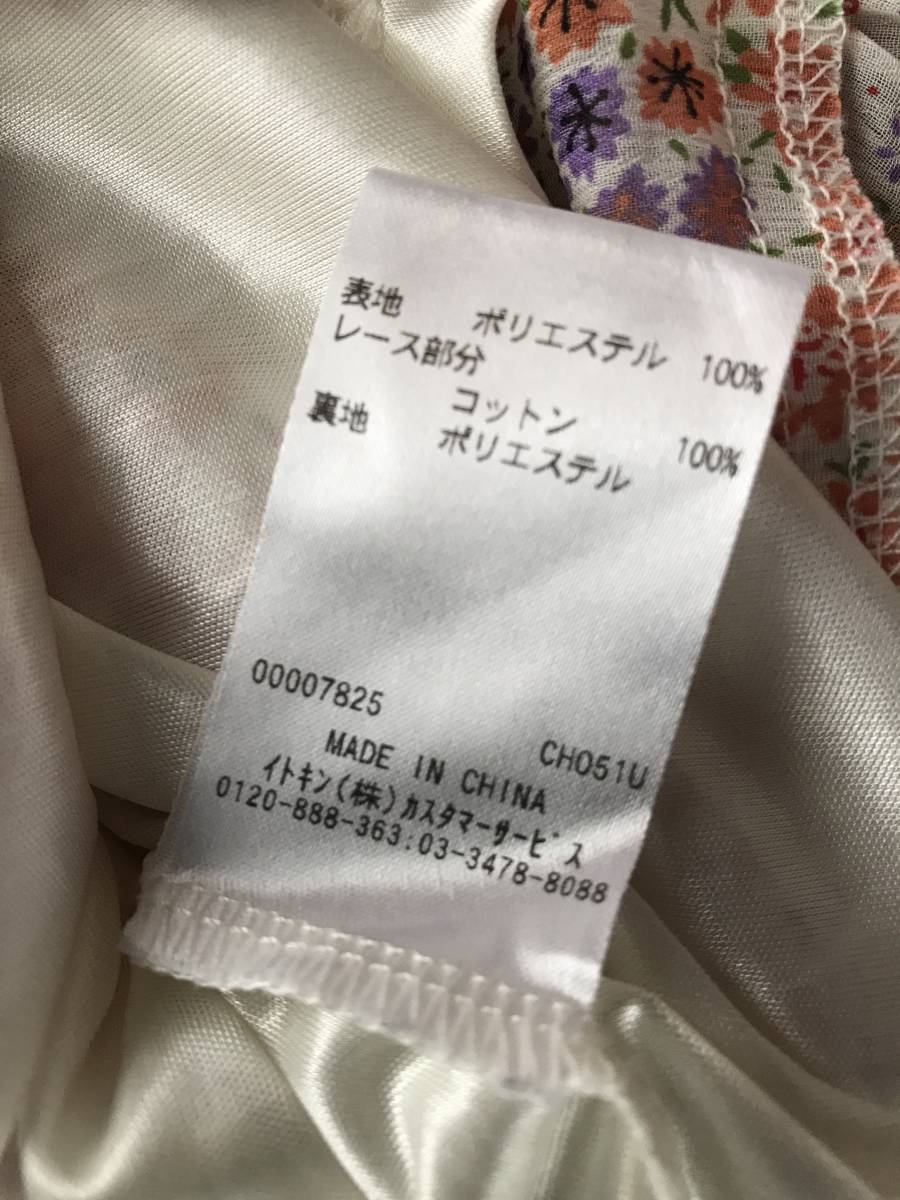 表地 ポリエステル 100%
レース部分
コットン 100%
裏地 ポリエステル
00007825
CH051U
MADE IN CHINA
イトキン(株)カスタマーサービス
0120-888-363:03-3478-8088